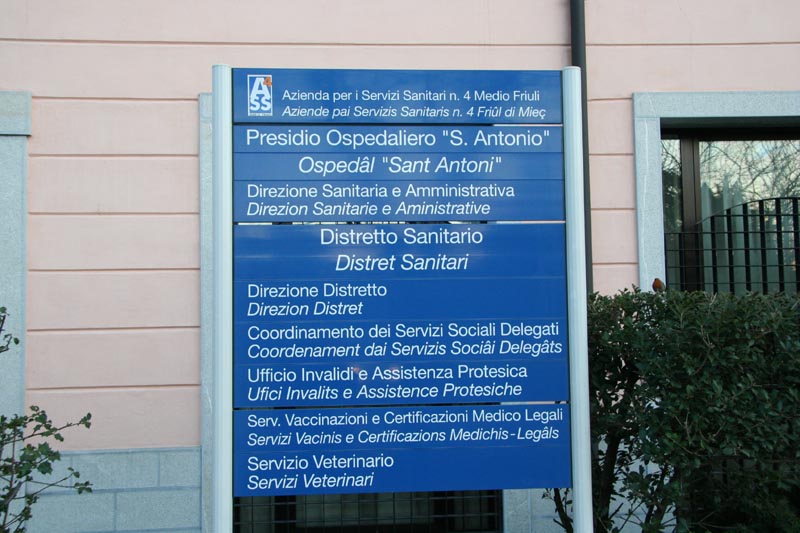 ASS
Azienda per i Servizi Sanitari n. 4 Medio Friuli
Aziende pai Servizis Sanitaris n. 4 Friûl di Mieç
Presidio Ospedaliero "S. Antonio"
Ospedâl "Sant Antoni"
Direzione Sanitaria e Amministrativa
Direzion Sanitarie e Aministrative
Distretto Sanitario
Distret Sanitari
Direzione Distretto
Direzion Distret
Coordinamento dei Servizi Sociali Delegati
Coordenament dai Servizis Sociâi Delegâts
Ufficio Invalidi e Assistenza Protesica
Ufici Invalits e Assistence Protesiche
Serv. Vaccinazioni e Certificazioni Medico Legali
Servizi Vacinis e Certificazions Medichis-Legâls
Servizio Veterinario
Servizi Veterinari